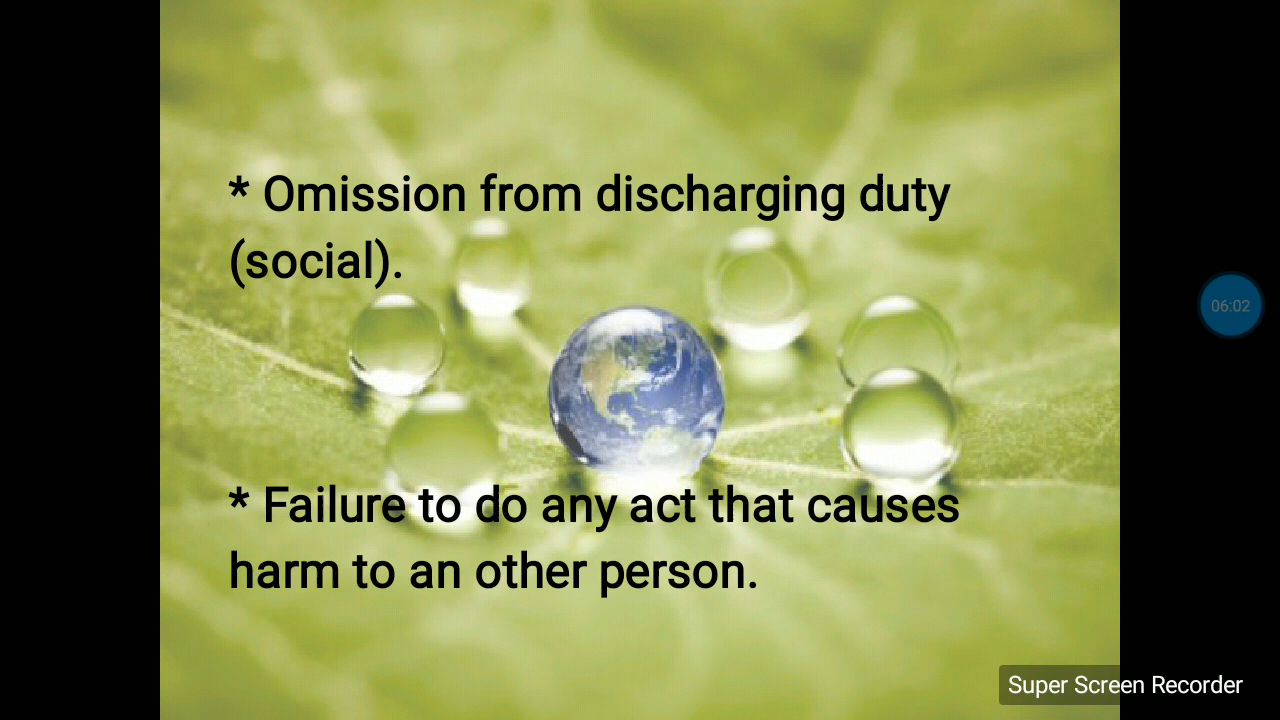 * Omission from discharging duty
(social).
06:02
* Failure to do any act that causes
harm to an other person.
Super Screen Recorder